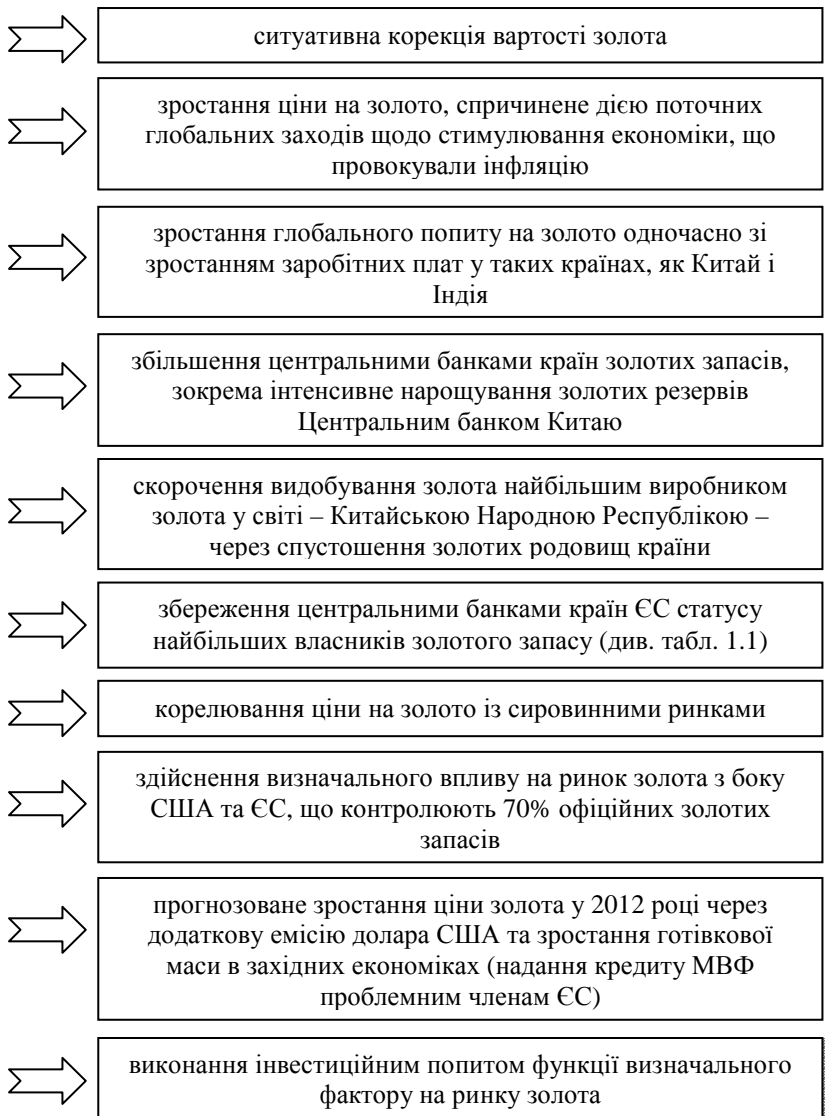 ситуативна корекція вартості золота
зростання ціни на золото, спричинене дією поточних
глобальних заходів щодо стимулювання економіки, що
провокували інфляцію
зростання глобального попиту на золото одночасно зі
зростанням заробітних плат у таких країнах, як Китай і
Індія
збільшення центральними банками країн золотих запасів,
зокрема інтенсивне нарощування золотих резервів
Центральним банком Китаю
скорочення видобування золота найбільшим виробником
золота у світі – Китайською Народною Республікою –
через спустошення золотих родовищ країни
збереження центральними банками країн ЄС статусу
найбільших власників золотого запасу (див. табл. 1.1)
корелювання ціни на золото із сировинними ринками
здійснення визначального впливу на ринок золота з боку
США та ЄС, що контролюють 70% офіційних золотих
запасів
прогнозоване зростання ціни золота у 2012 році через
додаткову емісію долара США та зростання готівкової
маси в західних економіках (надання кредиту МВФ
проблемним членам ЄС)
виконання інвестиційним попитом функції визначального
фактору на ринку золота